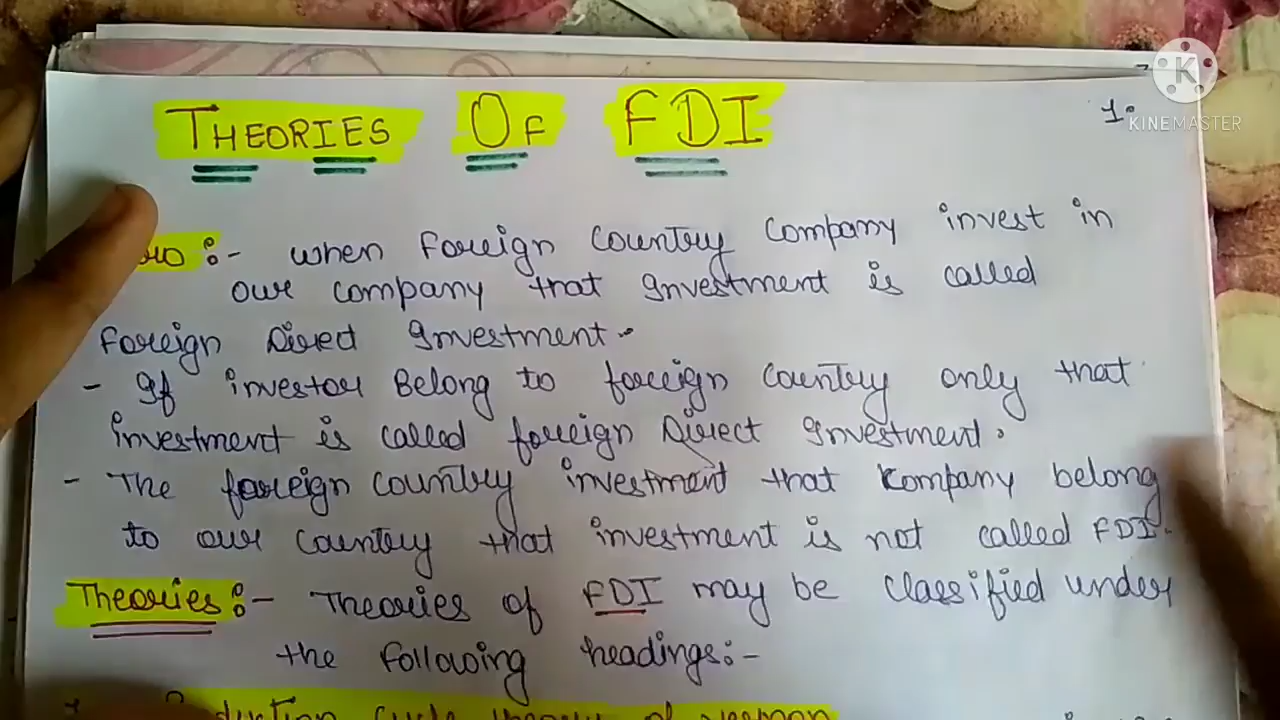 THEORIES OF FDI
1.
KINEMASTER
:- when foreign Country Company invest in
our company that Investment is called
foreign Direct Investment.
- If investor Belong to foreign Country only that
investment is called foreign Direct Investment.
- The foreign country investment that Company belong
to our Country that investment is not called FDI.
Theories:- Theories of FDI may be classified under
the following headings:-
cycle theory of